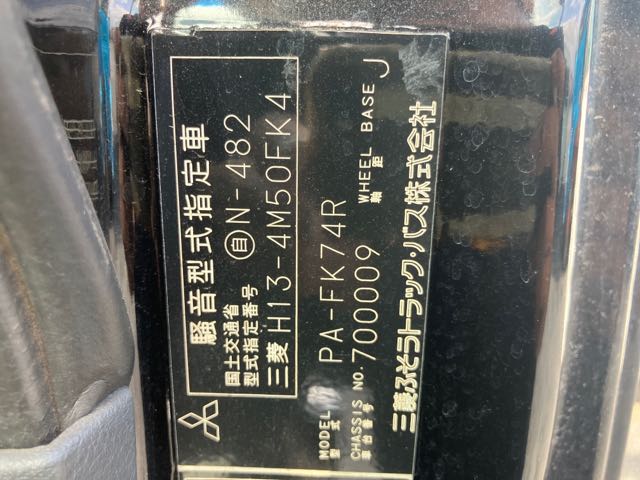 騒音型式指定車
国土交通省
型式指定番号 自N-482
三菱 H13-4M50FK4
MODEL
型式 PA-FK74R
CHASSIS NO.
車台番号 700009
WHEEL BASE
軸距 J
三菱ふそうトラック・バス株式会社